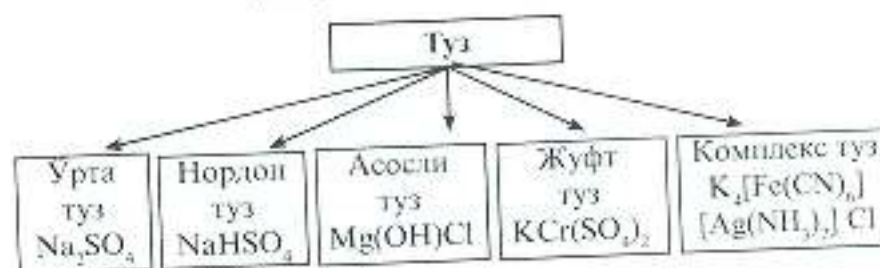 Туз
Ўрта
туз
Na₂SO₄
Нордон
туз
NaHSO₄
Асосли
туз
Mg(OH)Cl
Жуфт
туз
KCr(SO₄)₂
Комплекс туз
K₄[Fe(CN)₆]
[Ag(NH₃)₂] Cl